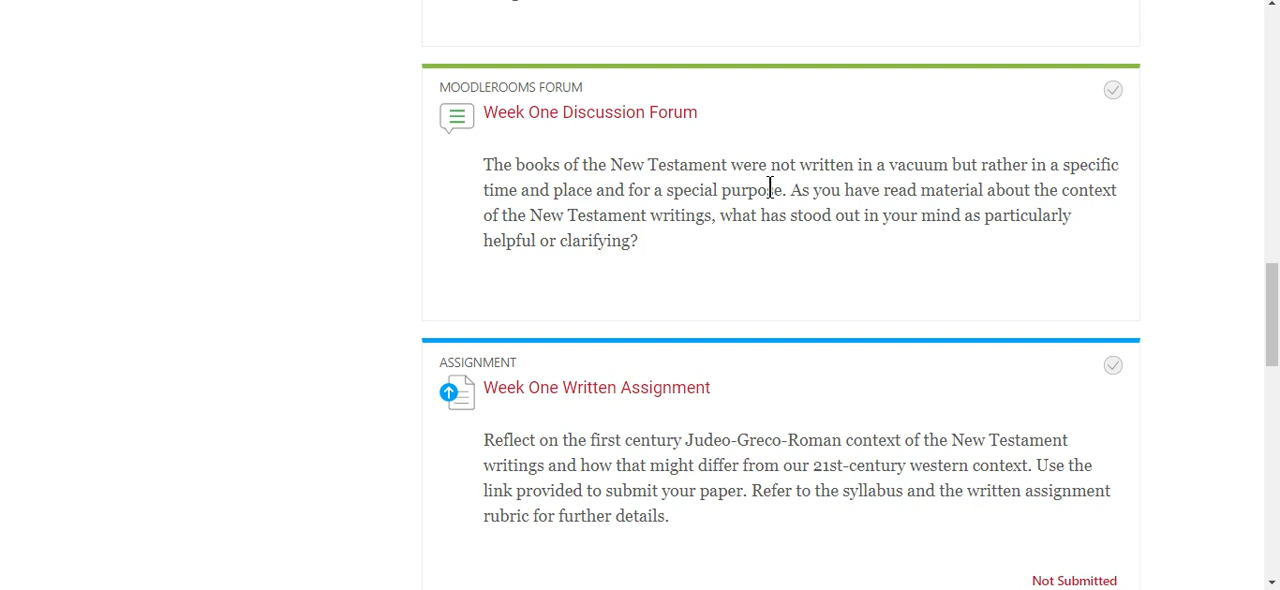 MOODLEROOMS FORUM
Week One Discussion Forum
The books of the New Testament were not written in a vacuum but rather in a specific
time and place and for a special purpose. As you have read material about the context
of the New Testament writings, what has stood out in your mind as particularly
helpful or clarifying?
ASSIGNMENT
Week One Written Assignment
Reflect on the first century Judeo-Greco-Roman context of the New Testament
writings and how that might differ from our 21st-century western context. Use the
link provided to submit your paper. Refer to the syllabus and the written assignment
rubric for further details.
Not Submitted